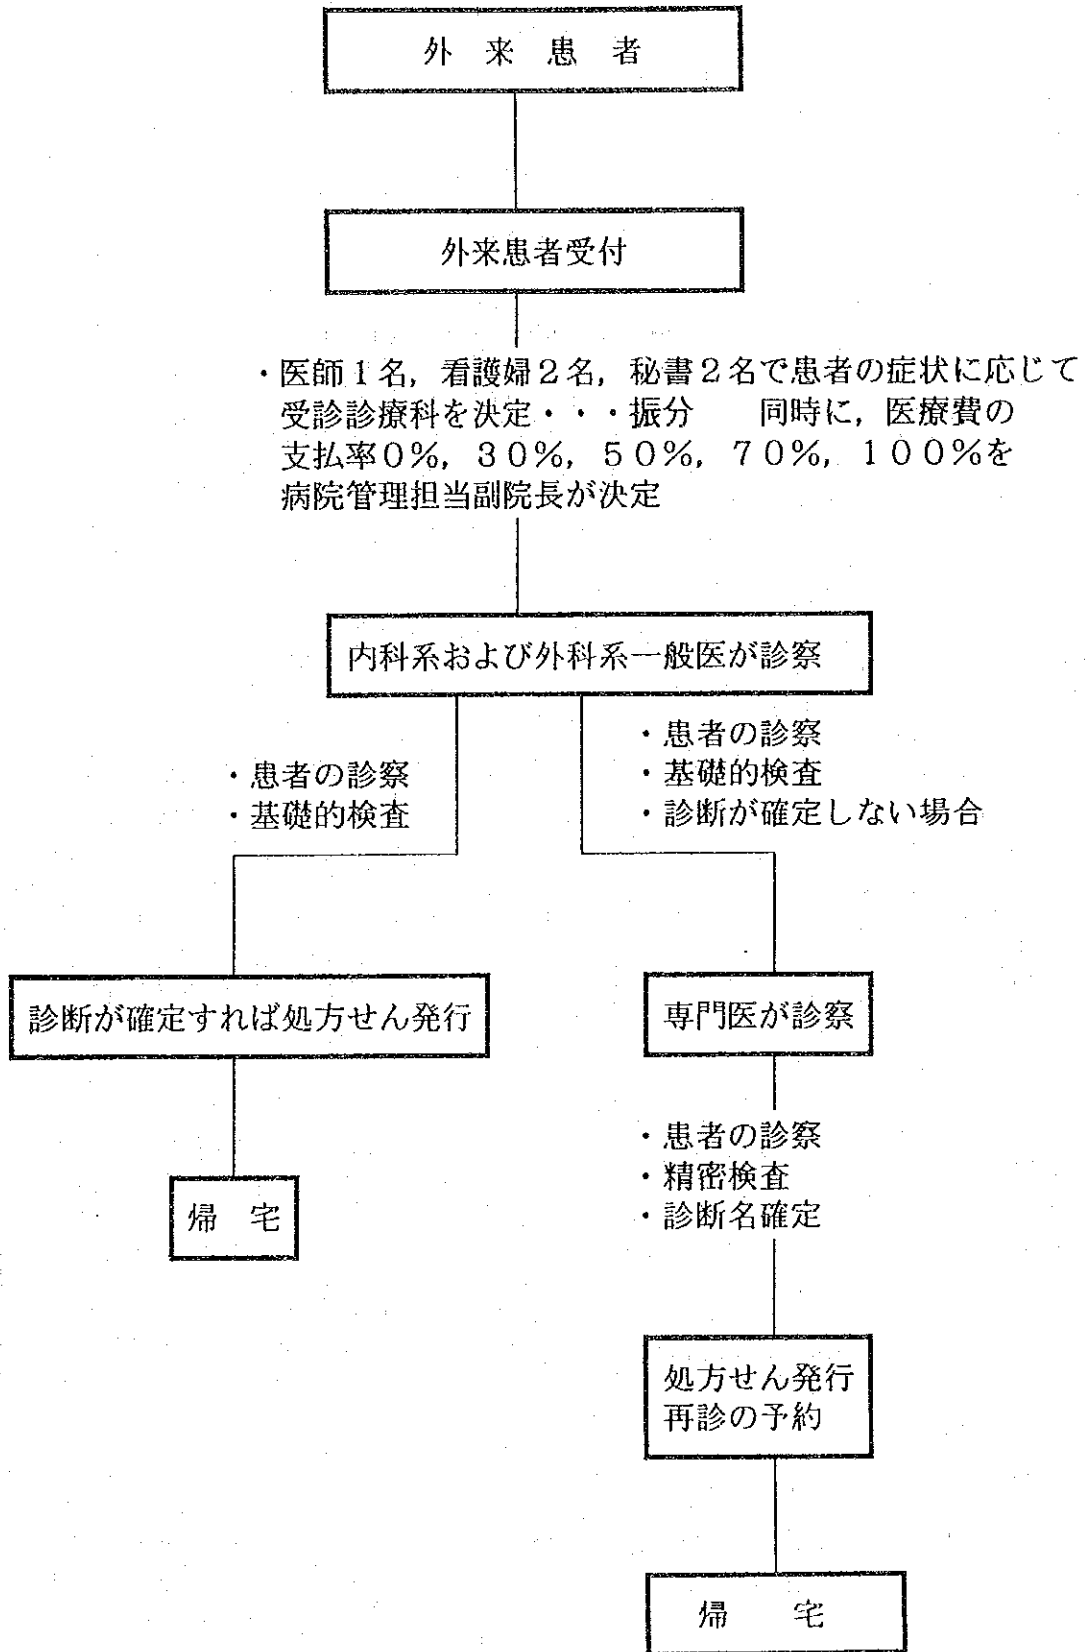 外 来 患 者
外来患者受付
・医師１名，看護婦２名，秘書２名で患者の症状に応じて
受診診療科を決定・・・振分　　同時に，医療費の
支払率０％，３０％，５０％，７０％，１００％を
病院管理担当副院長が決定
内科系および外科系一般医が診察
・患者の診察
・基礎的検査
・患者の診察
・基礎的検査
・診断が確定しない場合
診断が確定すれば処方せん発行
帰　宅
専門医が診察
・患者の診察
・精密検査
・診断名確定
処方せん発行
再診の予約
帰　　宅